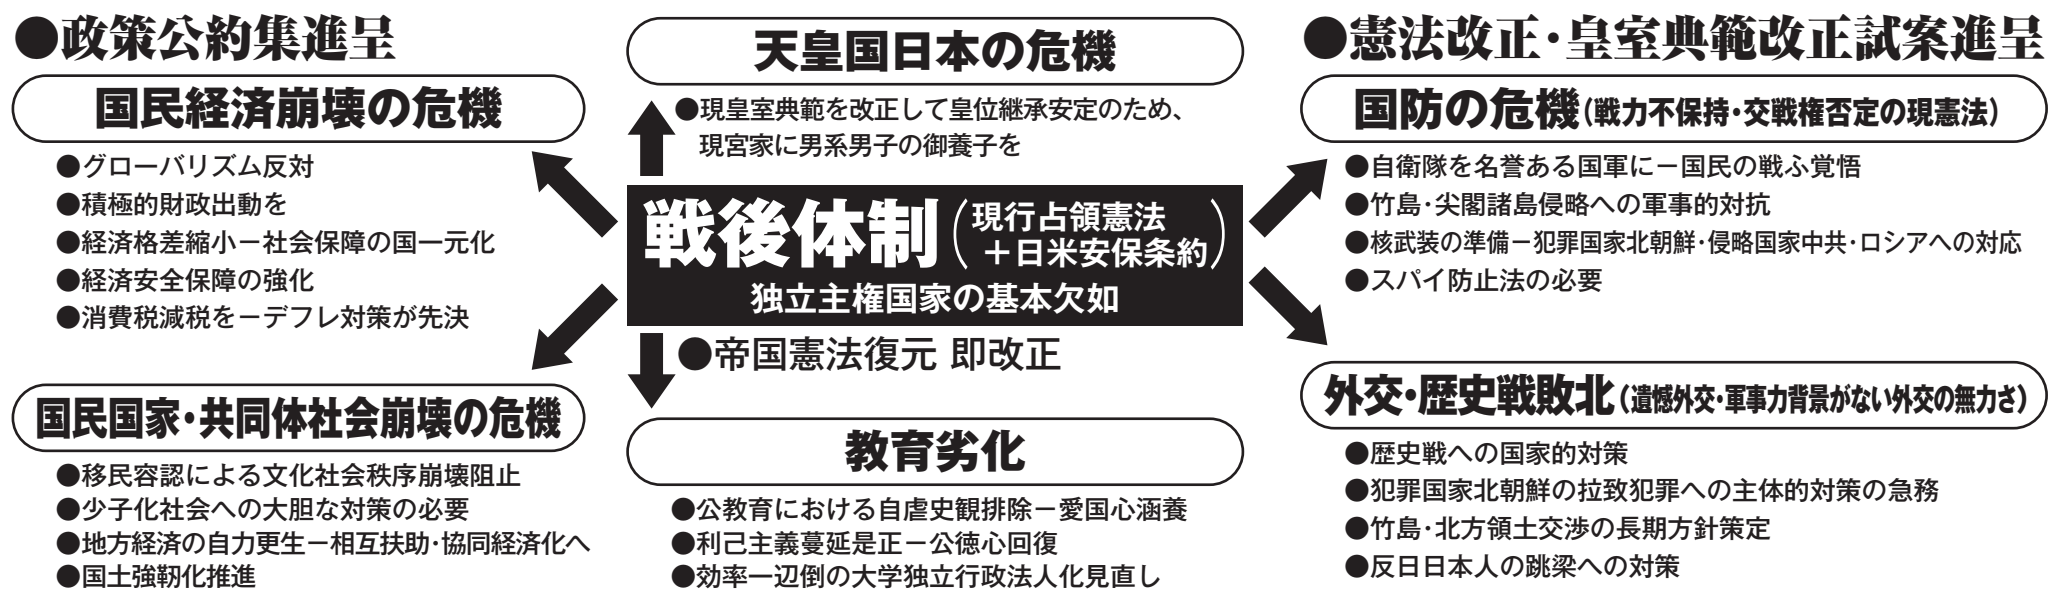 ●政策公約集進呈
国民経済崩壊の危機
●グローバリズム反対
●積極的財政出動を
●経済格差縮小－社会保障の国一元化
●経済安全保障の強化
●消費税減税を－デフレ対策が先決
国民国家・共同体社会崩壊の危機
●移民容認による文化社会秩序崩壊阻止
●少子化社会への大胆な対策の必要
●地方経済の自力更生－相互扶助・協同経済化へ
●国土強靭化推進
天皇国日本の危機
●現皇室典範を改正して皇位継承安定のため、
現宮家に男系男子の御養子を
戦後体制（現行占領憲法
＋日米安保条約）
独立主権国家の基本欠如
●帝国憲法復元 即改正
教育劣化
●公教育における自虐史観排除－愛国心涵養
●利己主義蔓延是正－公徳心回復
●効率一辺倒の大学独立行政法人化見直し
●憲法改正・皇室典範改正試案進呈
国防の危機（戦力不保持・交戦権否定の現憲法）
●自衛隊を名誉ある国軍に－国民の戦ふ覚悟
●竹島・尖閣諸島侵略への軍事的対抗
●核武装の準備－犯罪国家北朝鮮・侵略国家中共・ロシアへの対応
●スパイ防止法の必要
外交・歴史戦敗北（遺憾外交・軍事力背景がない外交の無力さ）
●歴史戦への国家的対策
●犯罪国家北朝鮮の拉致犯罪への主体的対策の急務
●竹島・北方領土交渉の長期方針策定
●反日日本人の跳梁への対策